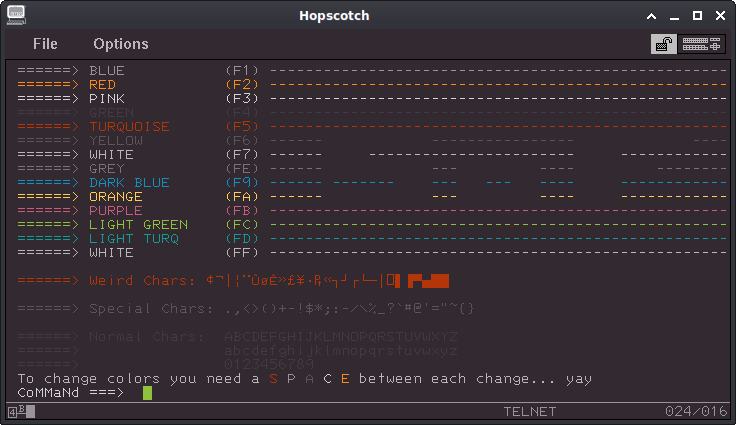 Hopscotch
File Options
======> BLUE (F1) ----------------------------------------------------------
======> RED (F2) ----------------------------------------------------------
======> PINK (F3) ----------------------------------------------------------
======> GREEN (F4) ----------------------------------------------------------
======> TURQUOISE (F5) ----------------------------------------------------------
======> YELLOW (F6) ------ --- ---- ----
======> WHITE (F7) ------ ---------------------- --------------
======> GREY (FE) ------ --- ---- ------------
======> DARK BLUE (F9) ------ ------- --- --- ---- --------------
======> ORANGE (FA) ----------------------------------------------------------
======> PURPLE (FB) ----------------------------------------------------------
======> LIGHT GREEN (FC) ----------------------------------------------------------
======> LIGHT TURQ (FD) ----------------------------------------------------------
======> WHITE (FF) ----------------------------------------------------------
======> Weird Chars:
======> Special Chars: .,<>()+-!$*;:-/\%_?`#@'="~{}
======> Normal Chars: ABCDEFGHIJKLMNOPQRSTUVWXYZ
======> abcdefghijklmnopqrstuvwxyz
======> 0123456789
To change colors you need a S P A C E between each change... yay
CoMMaNd ===>
4B TELNET 024/016